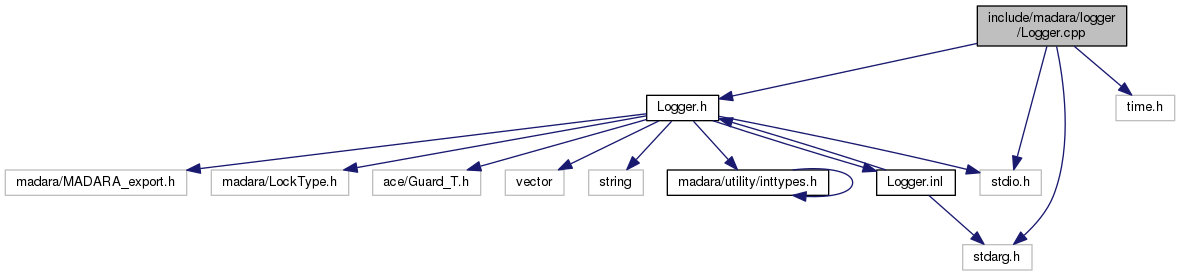 include/madara/logger
/Logger.cpp
Logger.h
time.h
madara/MADARA_export.h
madara/LockType.h
ace/Guard_T.h
vector
string
madara/utility/inttypes.h
Logger.inl
stdio.h
stdarg.h